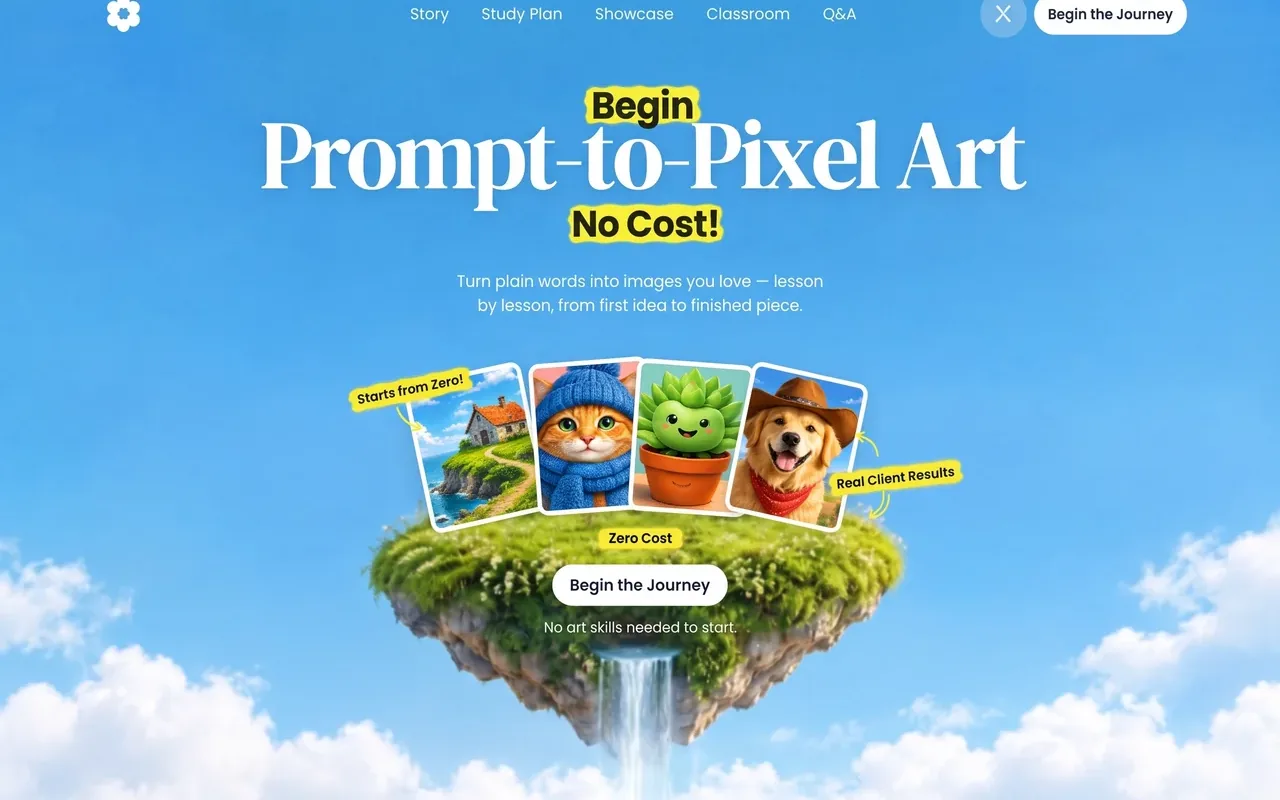 Story
Study Plan
Showcase
Classroom
Q&A
X
Begin the Journey
Begin
Prompt-to-Pixel Art
No Cost!
Turn plain words into images you love — lesson
by lesson, from first idea to finished piece.
Starts from Zero!
Real Client Results
Zero Cost
Begin the Journey
No art skills needed to start.